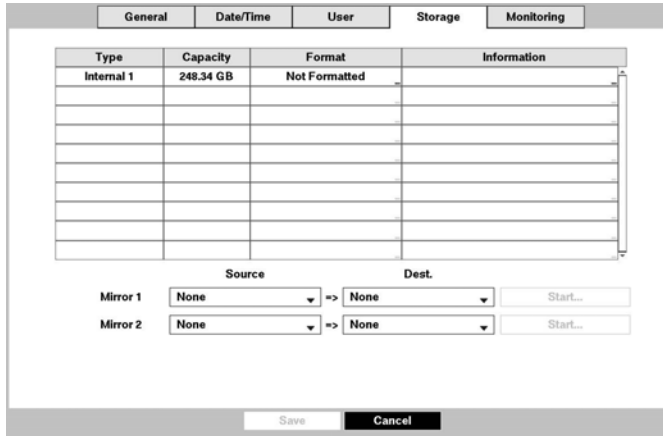 General Date/Time User Storage Monitoring
Type Capacity Format Information
Internal 1 248.34 GB Not Formatted
Source Dest.
Mirror 1 None => None Start...
Mirror 2 None => None Start...
Save Cancel